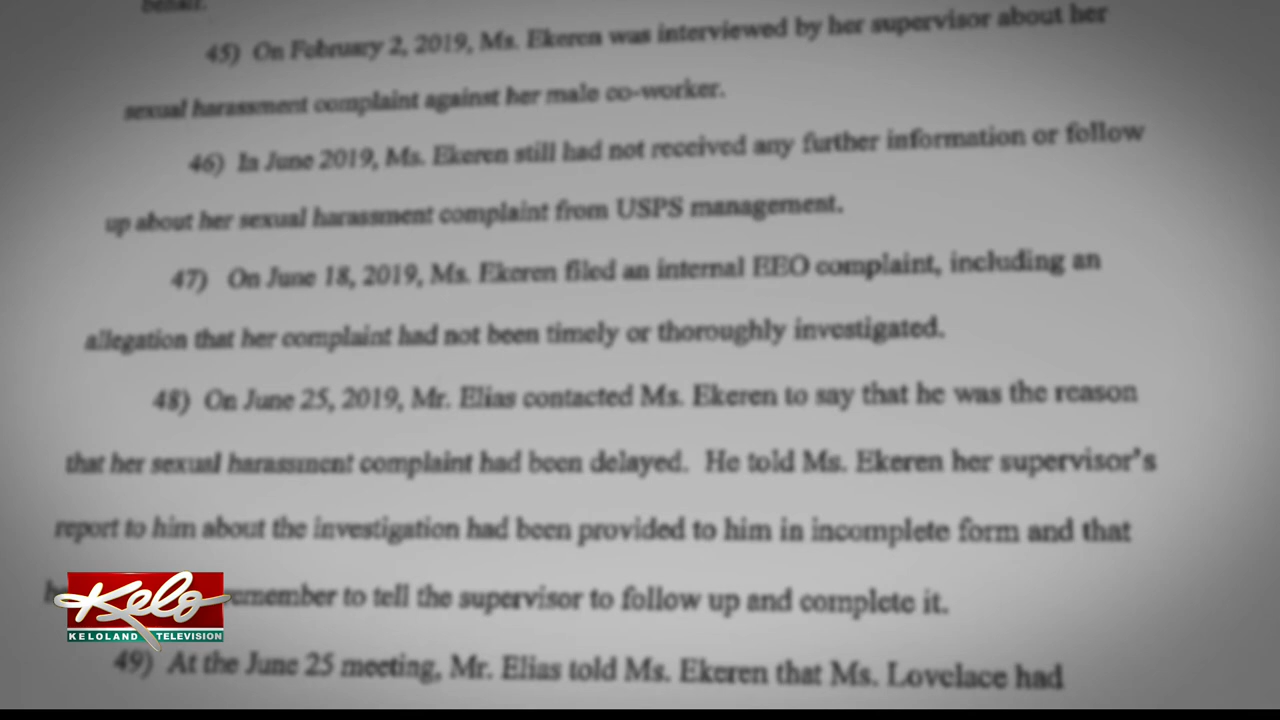 behalf.
45) On February 2, 2019, Ms. Ekeren was interviewed by her supervisor about her
sexual harassment complaint against her male co-worker.
46) In June 2019, Ms. Ekeren still had not received any further information or follow
up about her sexual harassment complaint from USPS management.
47) On June 18, 2019, Ms. Ekeren filed an internal EEO complaint, including an
allegation that her complaint had not been timely or thoroughly investigated.
48) On June 25, 2019, Mr. Elias contacted Ms. Ekeren to say that he was the reason
that her sexual harassment complaint had been delayed. He told Ms. Ekeren her supervisor's
report to him about the investigation had been provided to him in incomplete form and that
to tell the supervisor to follow up and complete it.
Kelo
KELOLAND TELEVISION
49) At the June 25 meeting, Mr. Elias told Ms. Ekeren that Ms. Lovelace had